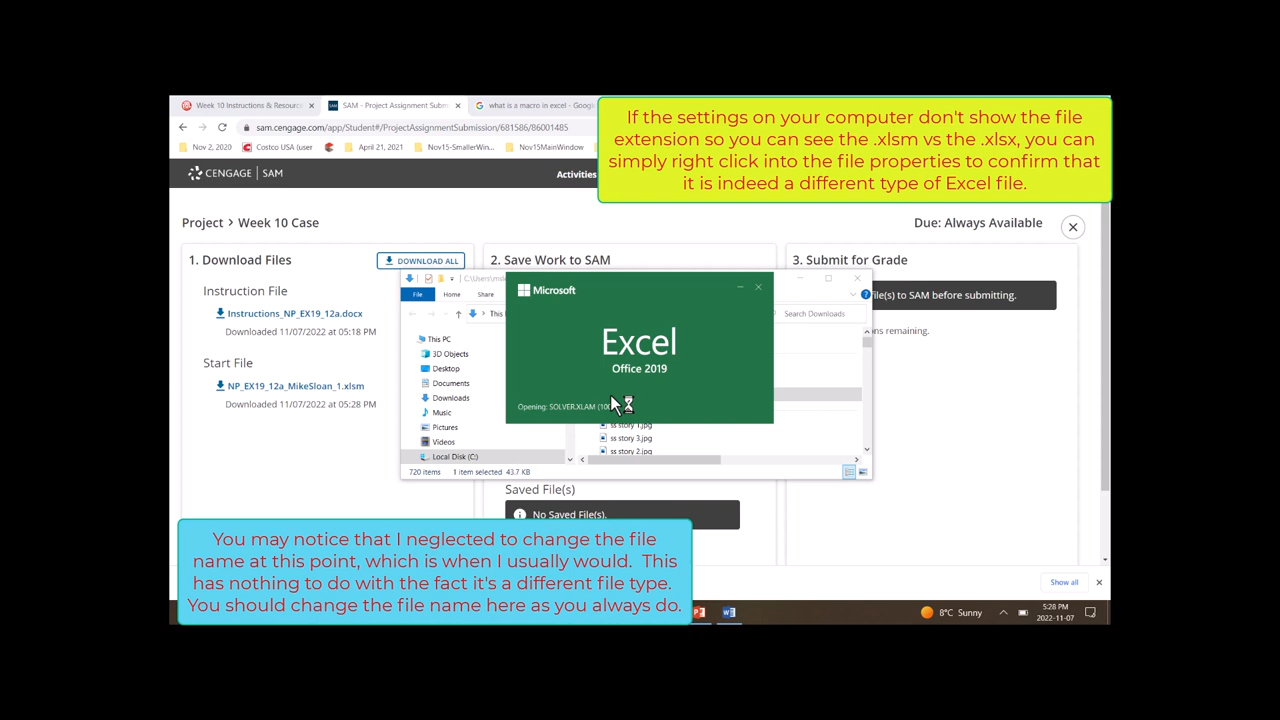 Week 10 Instructions & Resource
SAM - Project Assignment Subm
what is a macro in excel - Googl
sam.cengage.com/app/Student#/ProjectAssignmentSubmission/681586/86001485
Nov 2, 2020
Costco USA (user
April 21, 2021
Nov15-SmallerWin...
Nov15MainWindow
If the settings on your computer don't show the file
extension so you can see the .xlsm vs the .xlsx, you can
simply right click into the file properties to confirm that
it is indeed a different type of Excel file.
CENGAGE | SAM
Activities
Project > Week 10 Case
Due: Always Available
1. Download Files
DOWNLOAD ALL
2. Save Work to SAM
3. Submit for Grade
Instruction File
Instructions_NP_EX19_12a.docx
Downloaded 11/07/2022 at 05:18 PM
Start File
NP_EX19_12a_MikeSloan_1.xlsm
Downloaded 11/07/2022 at 05:28 PM
file(s) to SAM before submitting.
ns remaining.
File
Home
Share
Search Downloads
This PC
3D Objects
Desktop
Documents
Downloads
Music
Pictures
Videos
Local Disk (C:)
Microsoft
Excel
Office 2019
Opening: SOLVER.XLAM
ss story 1.jpg
ss story 3.jpg
ss story 2.jpg
720 items
1 item selected 43.7 KB
Saved File(s)
No Saved File(s).
You may notice that I neglected to change the file
name at this point, which is when I usually would. This
has nothing to do with the fact it's a different file type.
You should change the file name here as you always do.
Show all
8°C Sunny
5:28 PM
2022-11-07